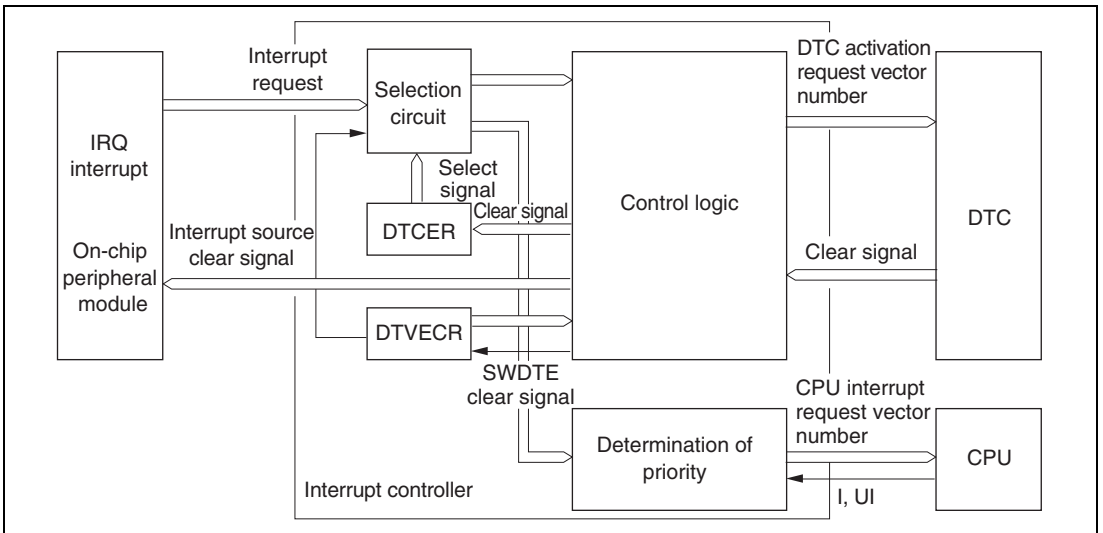 Interrupt
request
Selection
circuit
DTC activation
request vector
number
IRQ
interrupt
On-chip
peripheral
module
Select
signal
Clear signal
DTCER
Control logic
DTC
Interrupt source
clear signal
Clear signal
DTVECR
SWDTE
clear signal
CPU interrupt
request vector
number
Determination of
priority
CPU
I, UI
Interrupt controller